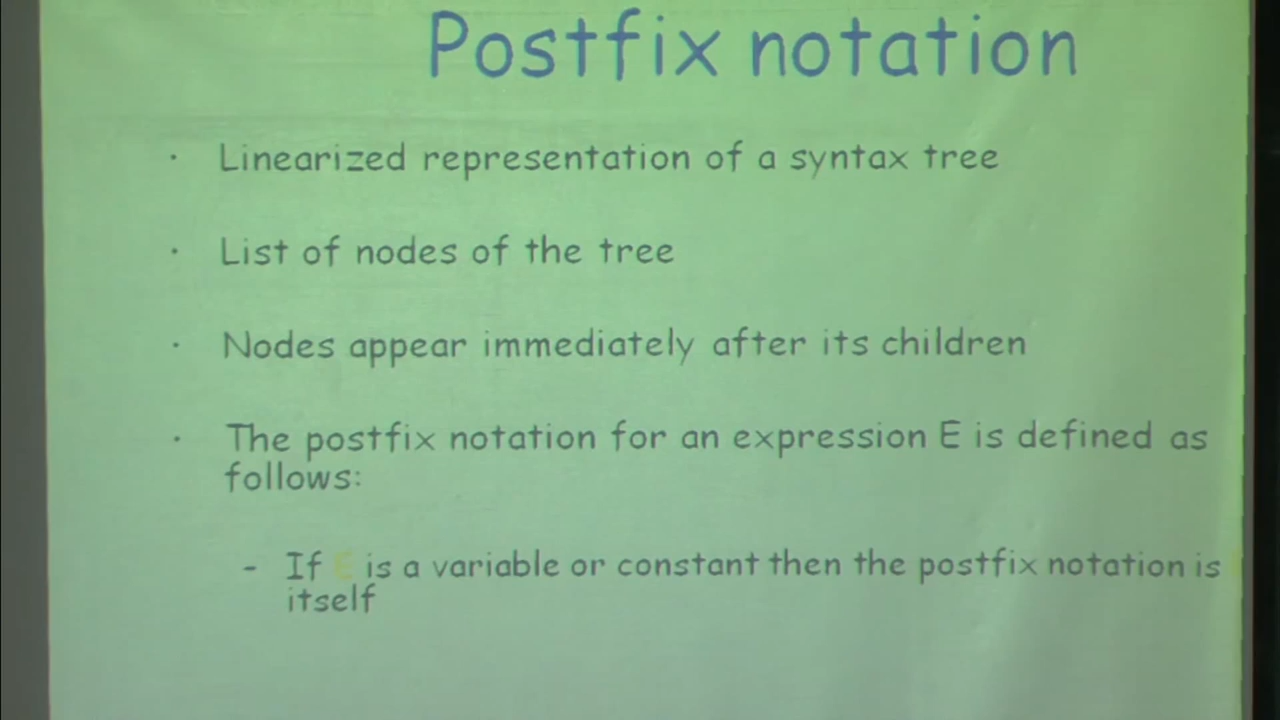 Postfix notation
· Linearized representation of a syntax tree
· List of nodes of the tree
· Nodes appear immediately after its children
· The postfix notation for an expression E is defined as
follows:
- If E is a variable or constant then the postfix notation is
itself